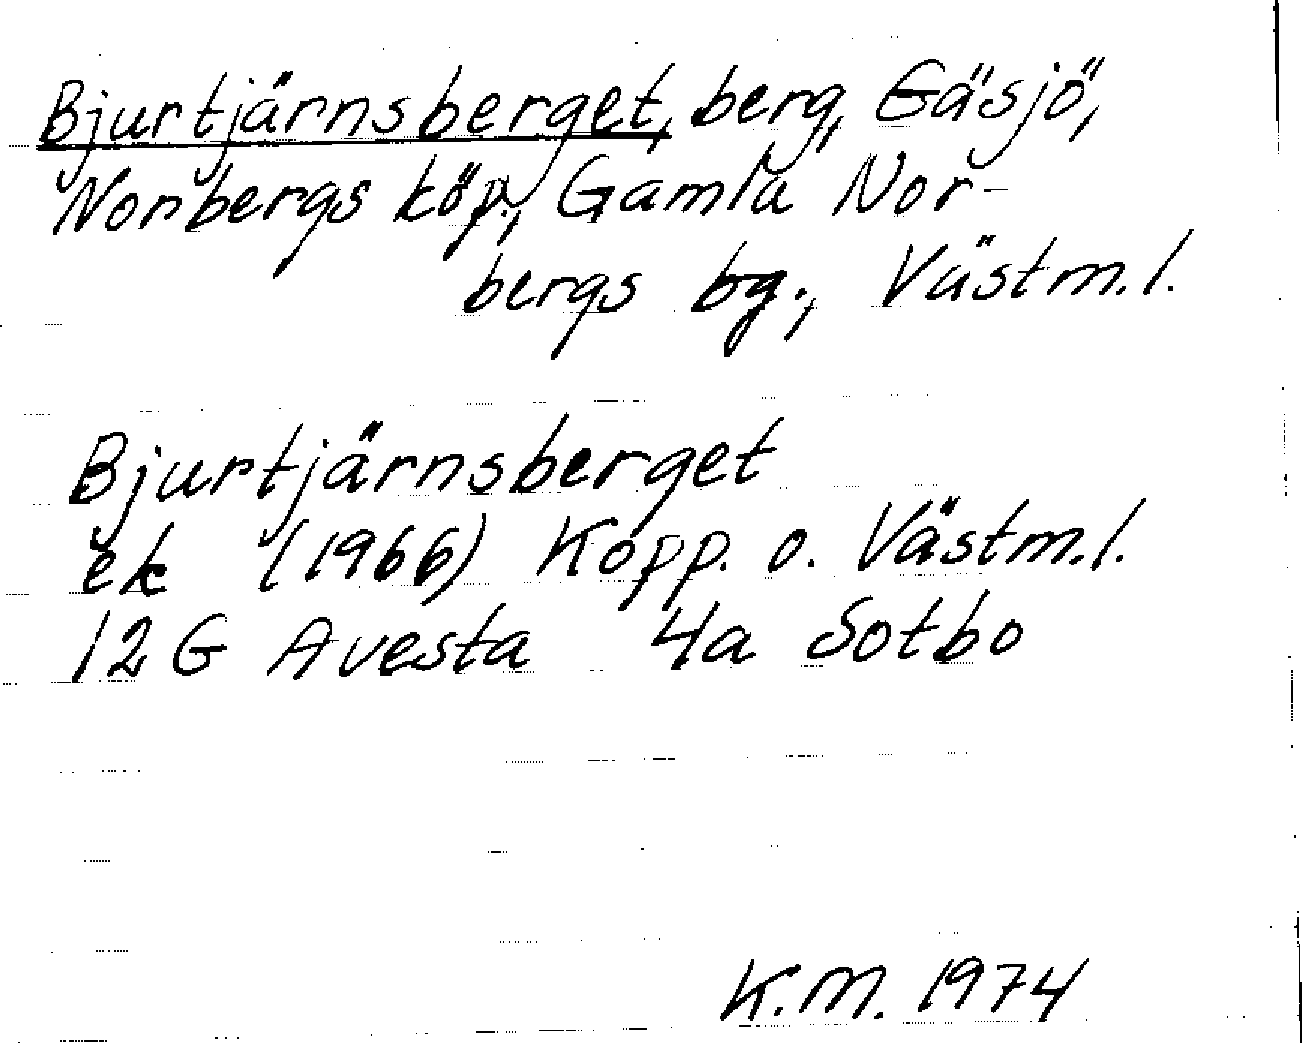 Bjurtjärnsberget, berg, Gäsjö,
Norbergs köp., Gamla Nor-
bergs bg., Västm.l.
Bjurtjärnsberget
ek (1966) Kopp. o. Västm.l.
12G Avesta 4a Sotbo
K.M. 1974